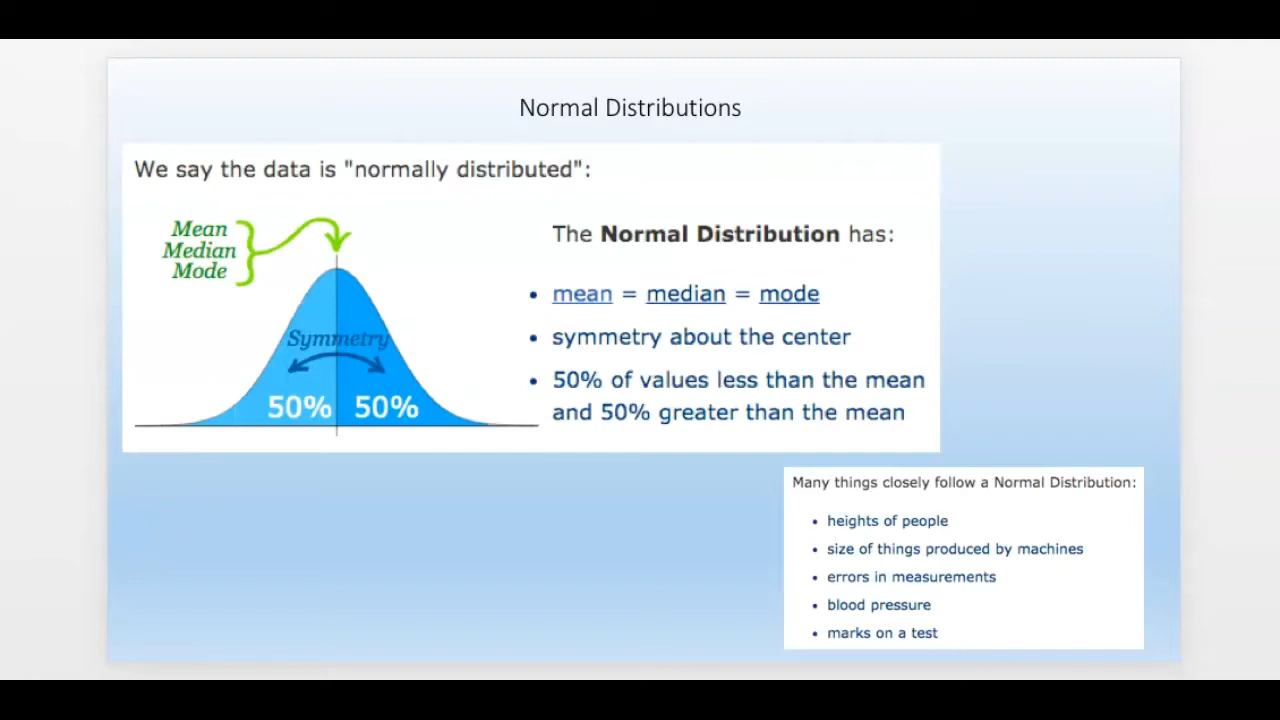 Normal Distributions
We say the data is "normally distributed":
Mean
Median
Mode
Symmetry
50% 50%
The Normal Distribution has:
• mean = median = mode
• symmetry about the center
• 50% of values less than the mean
and 50% greater than the mean
Many things closely follow a Normal Distribution:
• heights of people
• size of things produced by machines
• errors in measurements
• blood pressure
• marks on a test